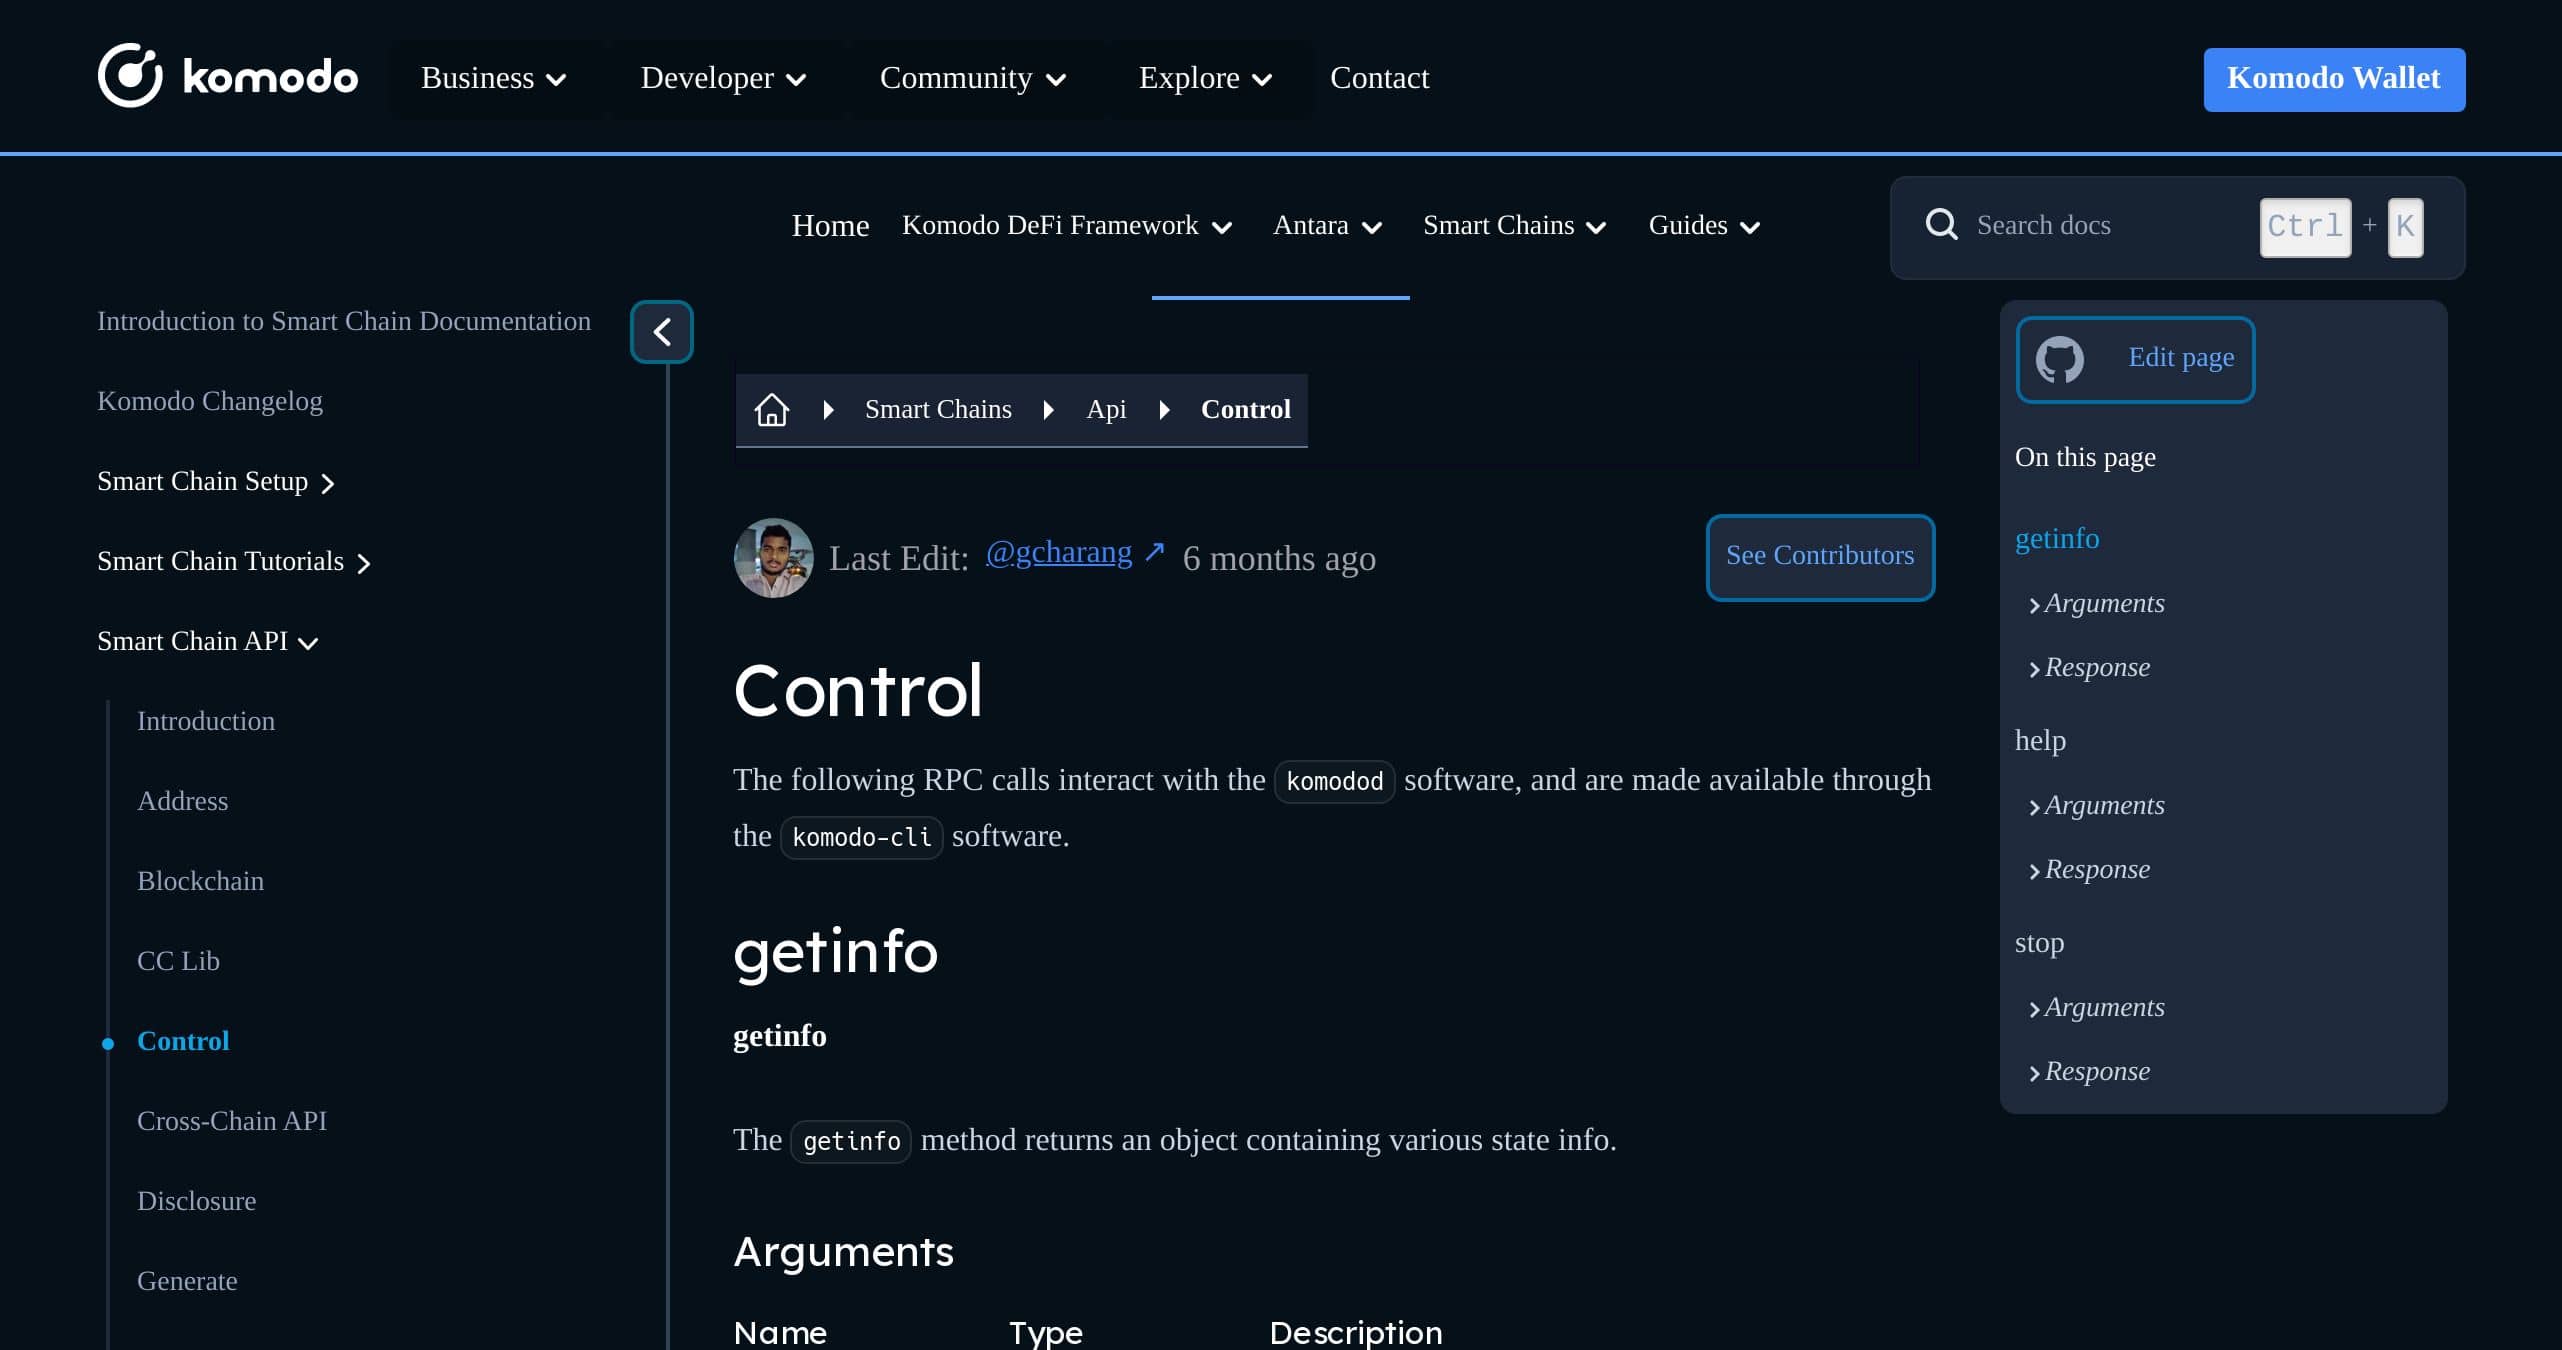 komodo Business Developer Community Explore Contact Komodo Wallet
Home Komodo DeFi Framework Antara Smart Chains Guides Search docs Ctrl + K
Introduction to Smart Chain Documentation
Komodo Changelog
Smart Chain Setup
Smart Chain Tutorials
Smart Chain API
Introduction
Address
Blockchain
CC Lib
Control
Cross-Chain API
Disclosure
Generate
Smart Chains Api Control
Last Edit: @gcharang ↗ 6 months ago See Contributors
Control
The following RPC calls interact with the komodod software, and are made available through
the komodo-cli software.
getinfo
getinfo
The getinfo method returns an object containing various state info.
Arguments
Name Type Description
Edit page
On this page
getinfo
Arguments
Response
help
Arguments
Response
stop
Arguments
Response